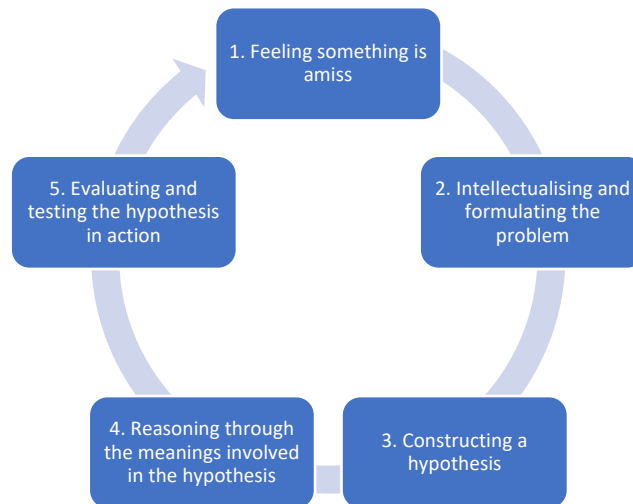 1. Feeling something is
amiss
2. Intellectualising and
formulating the
problem
3. Constructing a
hypothesis
4. Reasoning through
the meanings involved
in the hypothesis
5. Evaluating and
testing the hypothesis
in action